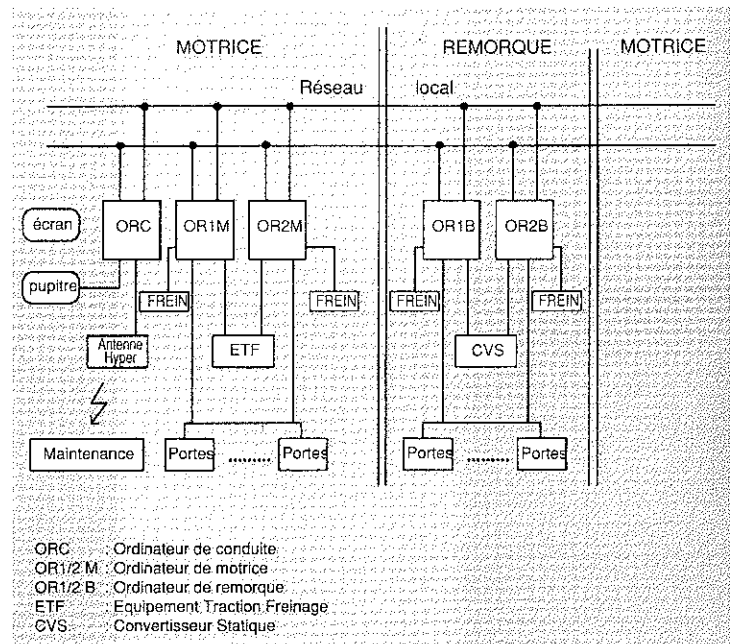 MOTRICE REMORQUE MOTRICE
Réseau local
écran ORC OR1M OR2M OR1B OR2B
pupitre FREIN FREIN FREIN FREIN
Antenne
Hyper ETF CVS
Maintenance Portes ........ Portes Portes ........ Portes
ORC : Ordinateur de conduite
OR1/2 M : Ordinateur de motrice
OR1/2 B : Ordinateur de remorque
ETF : Equipement Traction Freinage
CVS : Convertisseur Statique